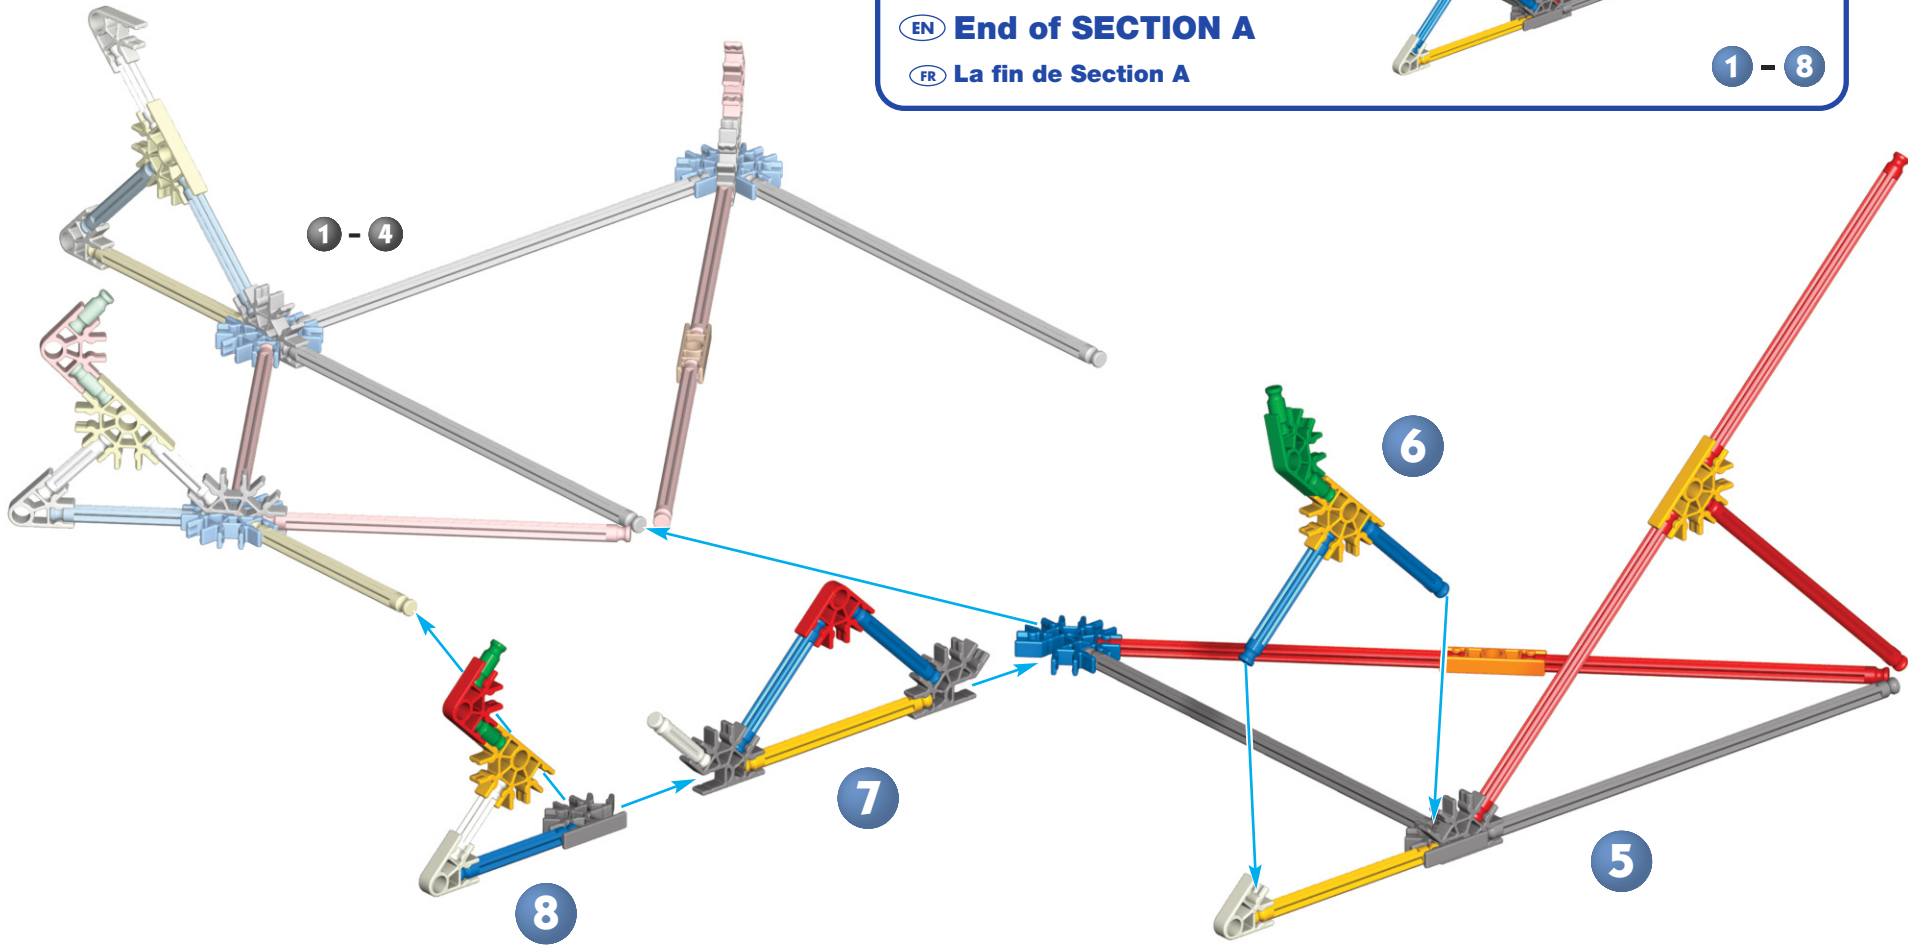 EN End of SECTION A
FR La fin de Section A
1 - 8
1 - 4
6
7
5
8